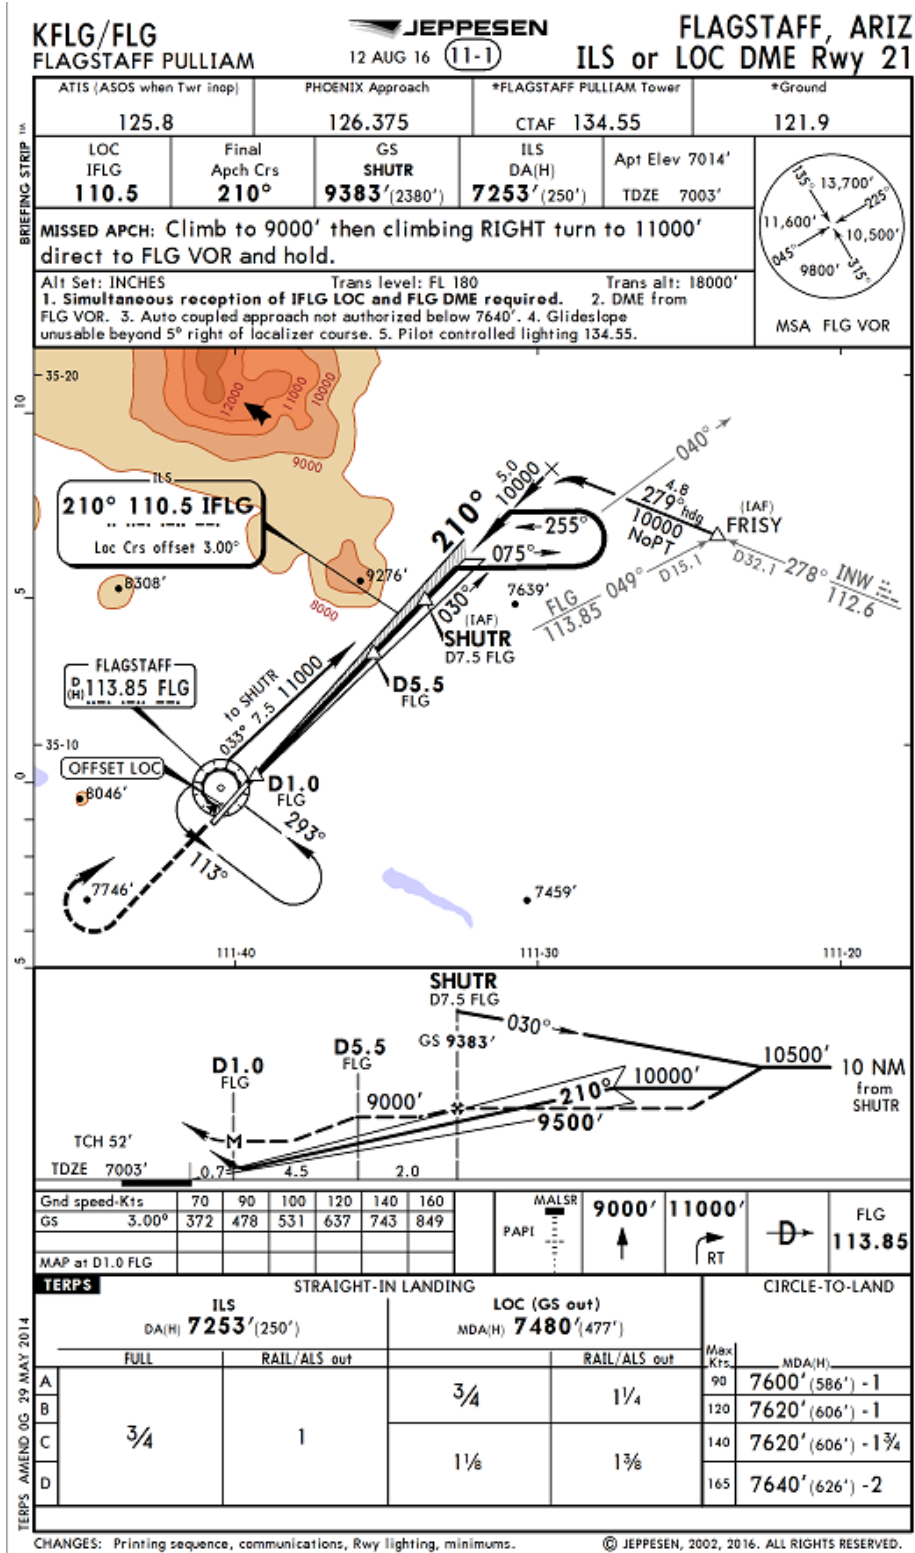 KFLG/FLG
FLAGSTAFF PULLIAM
JEPPESEN
12 AUG 16 11-1
FLAGSTAFF, ARIZ
ILS or LOC DME Rwy 21
BRIEFING STRIP TM
ATIS (ASOS when Twr inop)
125.8
PHOENIX Approach
126.375
*FLAGSTAFF PULLIAM Tower
CTAF 134.55
*Ground
121.9
LOC
IFLG
110.5
Final
Apch Crs
210°
GS
SHUTR
9383'(2380')
ILS
DA(H)
7253'(250')
Apt Elev 7014'
TDZE 7003'
MISSED APCH: Climb to 9000' then climbing RIGHT turn to 11000'
direct to FLG VOR and hold.
Alt Set: INCHES Trans level: FL 180 Trans alt: 18000'
1. Simultaneous reception of IFLG LOC and FLG DME required. 2. DME from
FLG VOR. 3. Auto coupled approach not authorized below 7640'. 4. Glideslope
unusable beyond 5° right of localizer course. 5. Pilot controlled lighting 134.55.
135°
13,700'
225°
11,600'
10,500'
045°
9800'
315°
MSA FLG VOR
35-20
12000
11000
10000
9000
8000
10
5
0
5
ILS
210° 110.5 IFLG
Loc Crs offset 3.00°
8308'
9276'
210°
5.0
10000
040°
4.8
279° hdg
10000
NoPT
(IAF)
FRISY
255°
075°
030°
7639'
FLG
113.85
049°
D15.1
D32.1
278°
INW
112.6
(IAF)
SHUTR
D7.5 FLG
D5.5
FLG
FLAGSTAFF
D
(H) 113.85 FLG
to SHUTR
033° 7.5 11000
35-10
OFFSET LOC
8046'
D1.0
FLG
293°
113°
7746'
7459'
111-40
111-30
111-20
SHUTR
D7.5 FLG
030°
GS 9383'
D5.5
FLG
D1.0
FLG
9000'
10500'
10 NM
from
SHUTR
10000'
210°
9500'
M
TCH 52'
TDZE 7003'
0.7 4.5 2.0
Gnd speed-Kts 70 90 100 120 140 160
GS 3.00° 372 478 531 637 743 849
MAP at D1.0 FLG
MALSR
PAPI
9000'
11000'
RT
D
FLG
113.85
TERPS
STRAIGHT-IN LANDING
CIRCLE-TO-LAND
ILS
DA(H) 7253'(250')
LOC (GS out)
MDA(H) 7480'(477')
FULL
RAIL/ALS out
RAIL/ALS out
Max
Kts
MDA(H)
A
B
C
D
3/4
1
3/4
1 1/4
1 1/8
1 3/8
90 7600'(586') -1
120 7620'(606') -1
140 7620'(606') -1 3/4
165 7640'(626') -2
TERPS AMEND 0G 29 MAY 2014
CHANGES: Printing sequence, communications, Rwy lighting, minimums.
© JEPPESEN, 2002, 2016. ALL RIGHTS RESERVED.